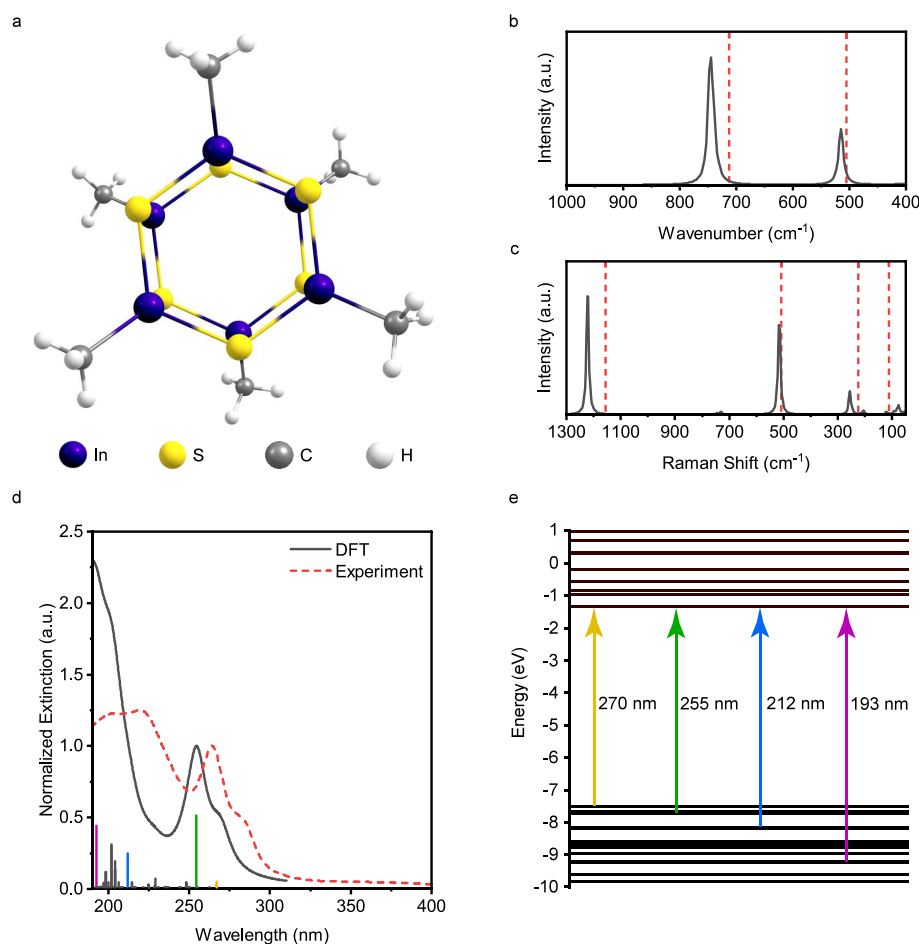 a
In
S
C
H
b
Intensity (a.u.)
1000 900 800 700 600 500 400
Wavenumber (cm-1)
c
Intensity (a.u.)
1300 1100 900 700 500 300 100
Raman Shift (cm-1)
d
Normalized Extinction (a.u.)
2.5
2.0
1.5
1.0
0.5
0.0
DFT
Experiment
200 250 300 350 400
Wavelength (nm)
e
Energy (eV)
1
0
-1
-2
-3
-4
-5
-6
-7
-8
-9
-10
270 nm 255 nm 212 nm 193 nm